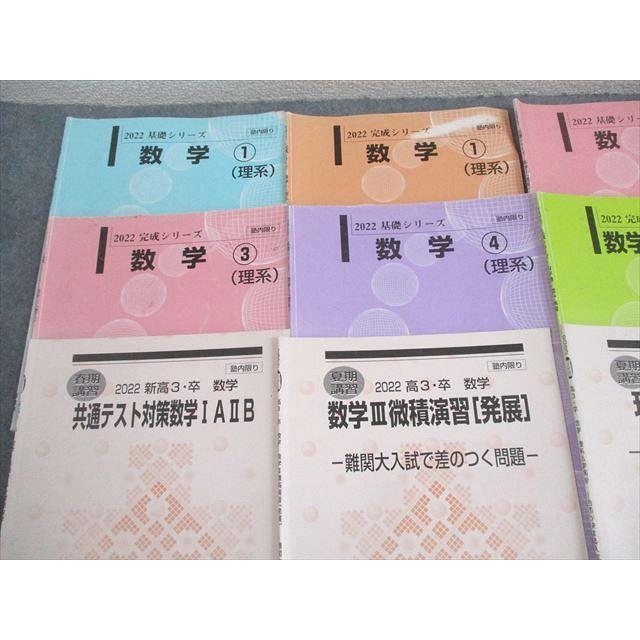 2022 基礎シリーズ
塾内限り
数学 ①
(理系)
2022 完成シリーズ
塾内限り
数学 ①
(理系)
2022
数
2022 完成シリーズ
塾内限り
数学 ③
(理系)
2022 基礎シリーズ
塾内限り
数学 ④
(理系)
2022 完成
数学
塾内限り
春期
講習
2022 新高3・卒 数学
共通テスト対策数学ⅠAⅡB
塾内限り
夏期
講習
2022 高3・卒 数学
数学Ⅲ微積演習[発展]
－難関大入試で差のつく問題－
夏期
講習